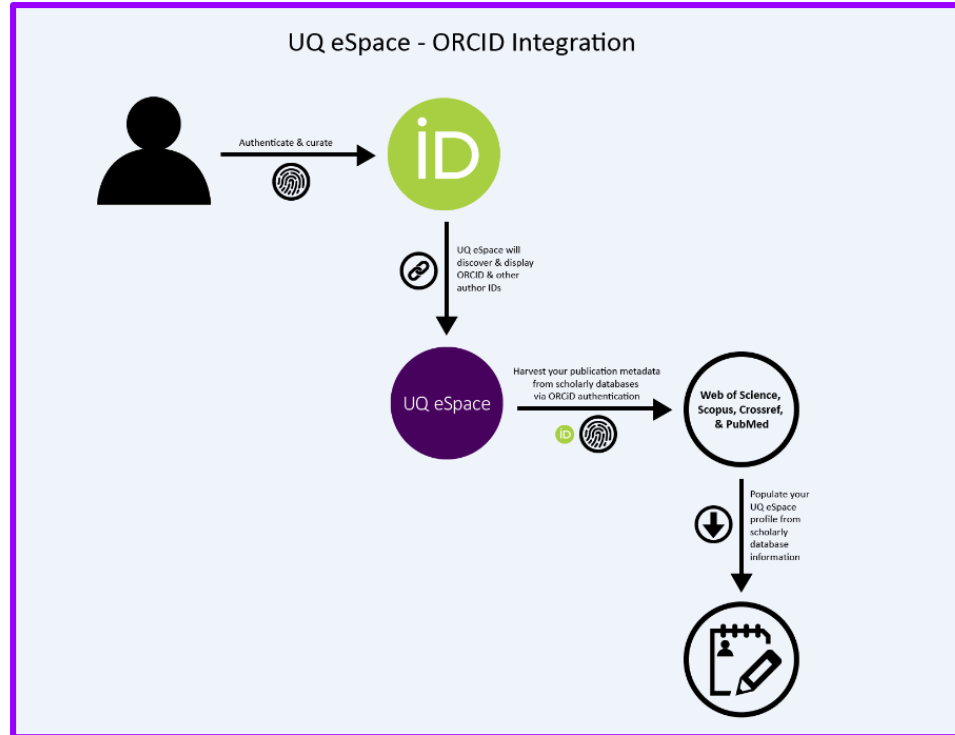 UQ eSpace - ORCID Integration
Authenticate & curate
iD
UQ eSpace will
discover & display
ORCID & other
author IDs
UQ eSpace
Harvest your publication metadata
from scholarly databases
via ORCiD authentication
iD
Web of Science,
Scopus, Crossref,
& PubMed
Populate your
UQ eSpace
profile from
scholarly
database
information